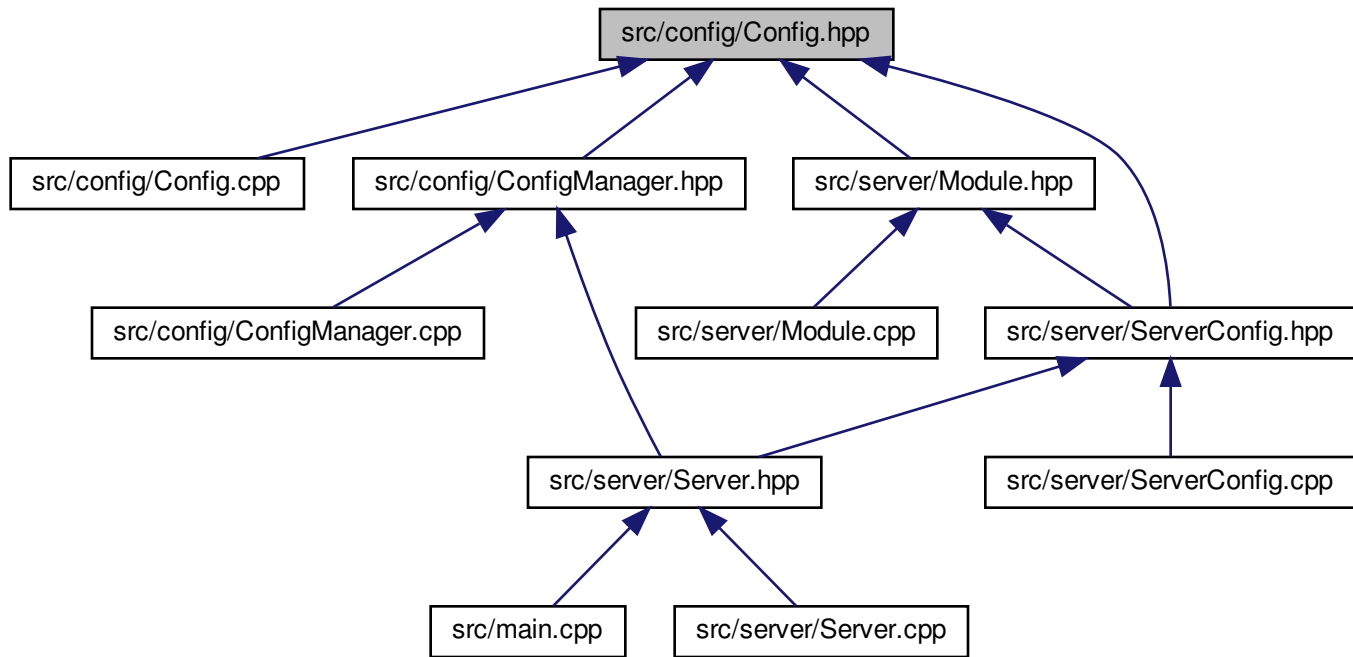 src/config/Config.hpp
src/config/Config.cpp
src/config/ConfigManager.hpp
src/server/Module.hpp
src/config/ConfigManager.cpp
src/server/Module.cpp
src/server/ServerConfig.hpp
src/server/Server.hpp
src/server/ServerConfig.cpp
src/main.cpp
src/server/Server.cpp